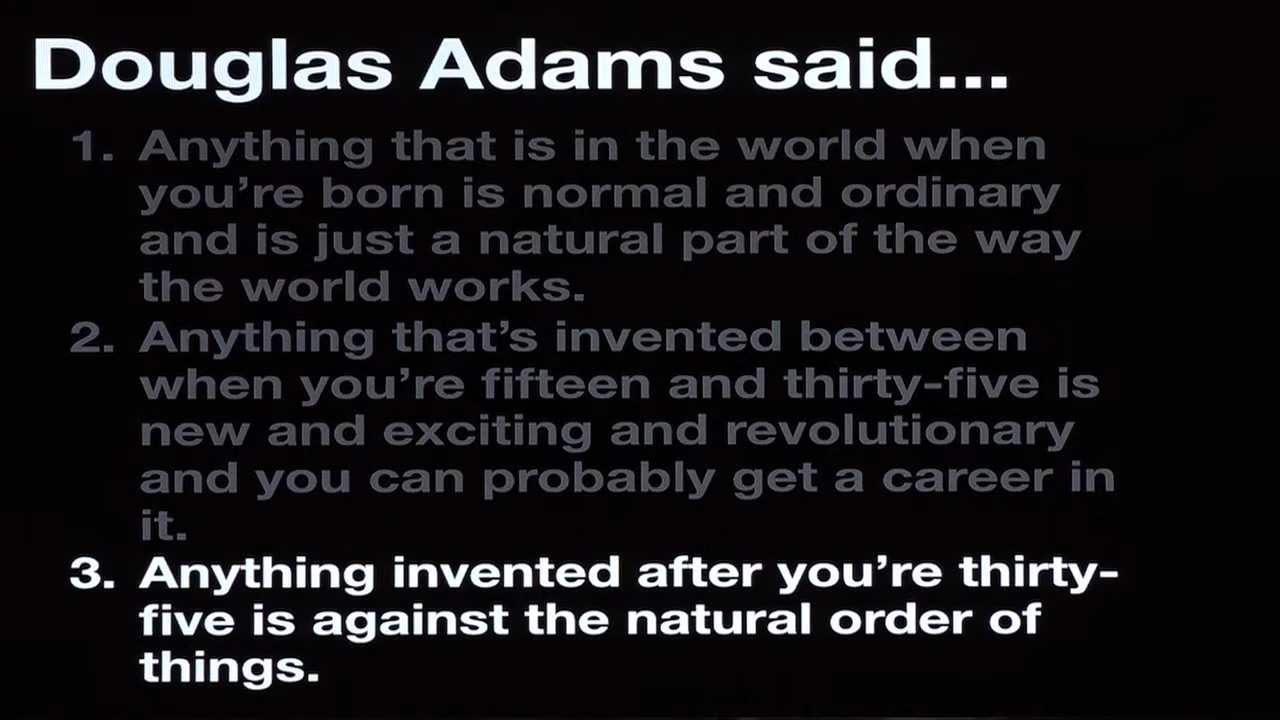 Douglas Adams said...
1. Anything that is in the world when
you’re born is normal and ordinary
and is just a natural part of the way
the world works.
2. Anything that’s invented between
when you’re fifteen and thirty-five is
new and exciting and revolutionary
and you can probably get a career in
it.
3. Anything invented after you’re thirty-
five is against the natural order of
things.